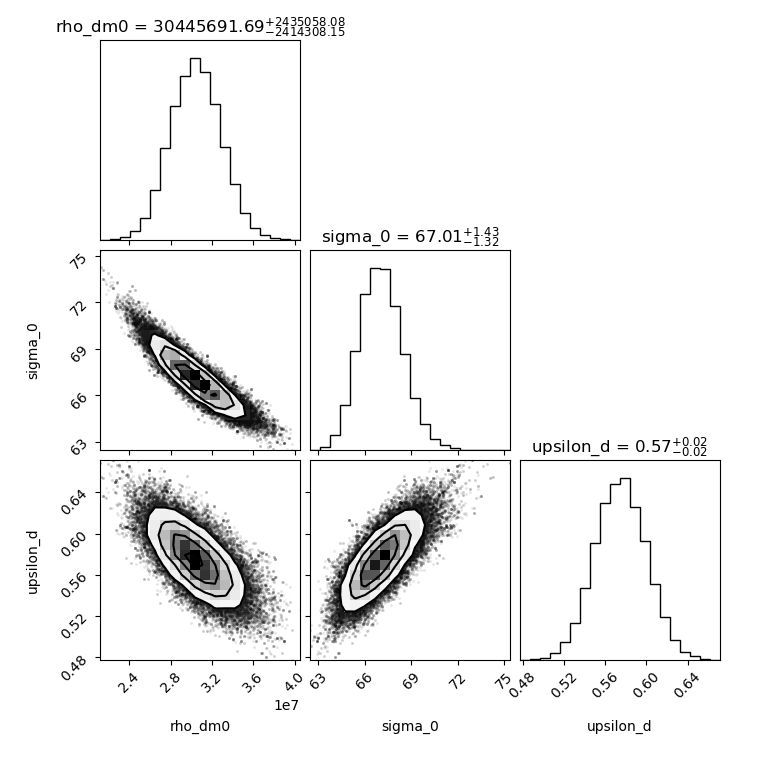 rho_dm0 = 30445691.69+2435058.08
−2414308.15
sigma_0 = 67.01+1.43
−1.32
75
72
69
66
63
sigma_0
upsilon_d = 0.57+0.02
−0.02
0.64
0.60
0.56
0.52
0.48
upsilon_d
2.4 2.8 3.2 3.6 4.0
1e7
rho_dm0
63 66 69 72 75
sigma_0
0.48 0.52 0.56 0.60 0.64
upsilon_d